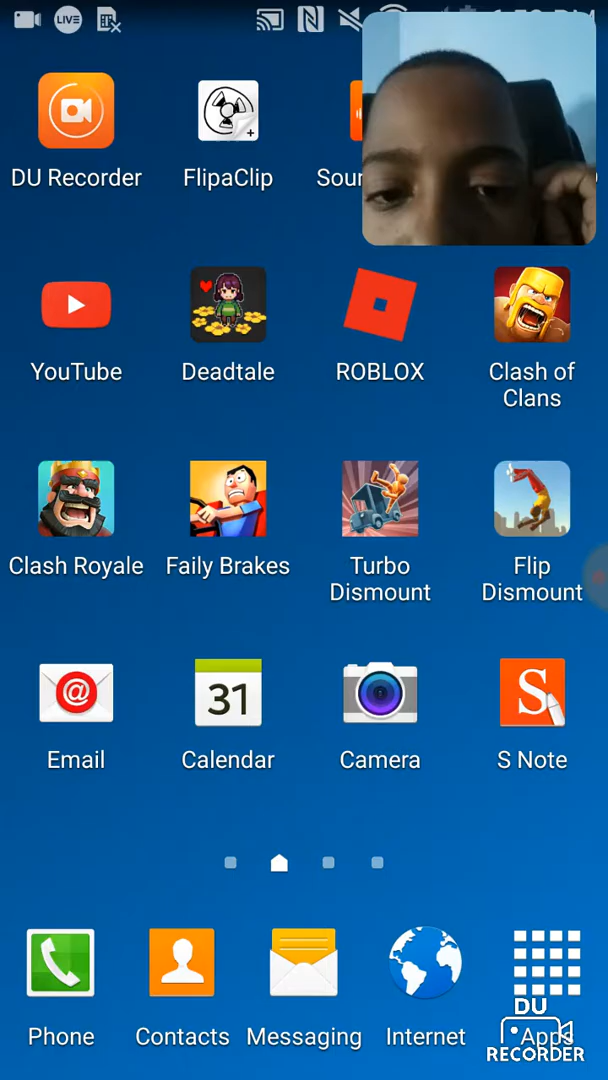 LIVE
DU Recorder
FlipaClip
YouTube
Deadtale
ROBLOX
Clash of
Clans
Clash Royale
Faily Brakes
Turbo
Dismount
Flip
Dismount
@
31
S
Email
Calendar
Camera
S Note
Phone
Contacts
Messaging
Internet
Apps
DU
RECORDER